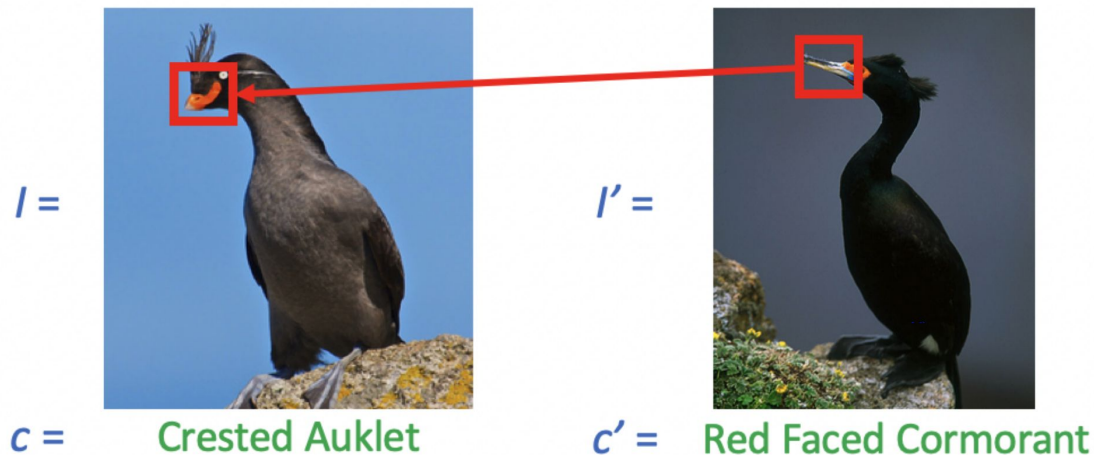 I =
I' =
c = Crested Auklet
c' = Red Faced Cormorant